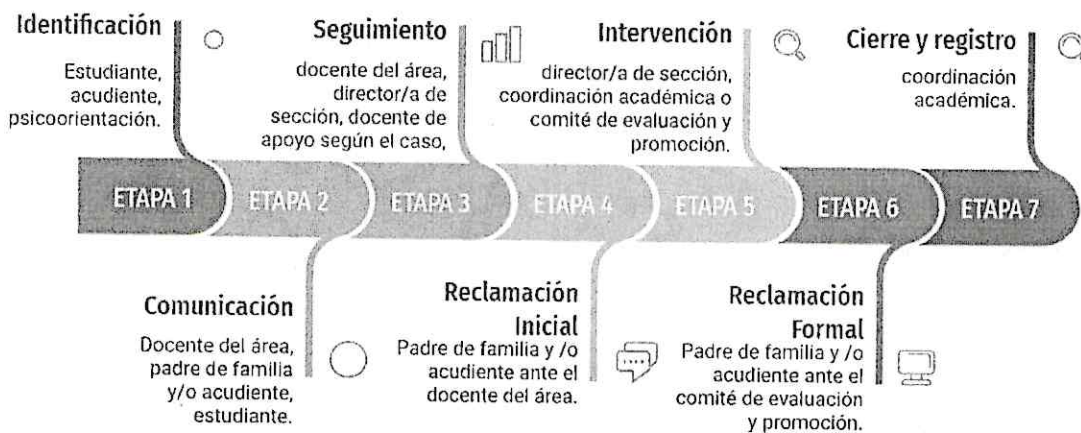 Identificación
Estudiante,
acudiente,
psicoorientación.
Seguimiento
docente del área,
director/a de
sección, docente de
apoyo según el caso,
Intervención
director/a de sección,
coordinación académica o
comité de evaluación y
promoción.
Cierre y registro
coordinación
académica.
ETAPA 1
ETAPA 2
ETAPA 3
ETAPA 4
ETAPA 5
ETAPA 6
ETAPA 7
Comunicación
Docente del área,
padre de familia
y/o acudiente,
estudiante.
Reclamación
Inicial
Padre de familia y /o
acudiente ante el
docente del área.
Reclamación
Formal
Padre de familia y /o
acudiente ante el
comité de evaluación
y promoción.